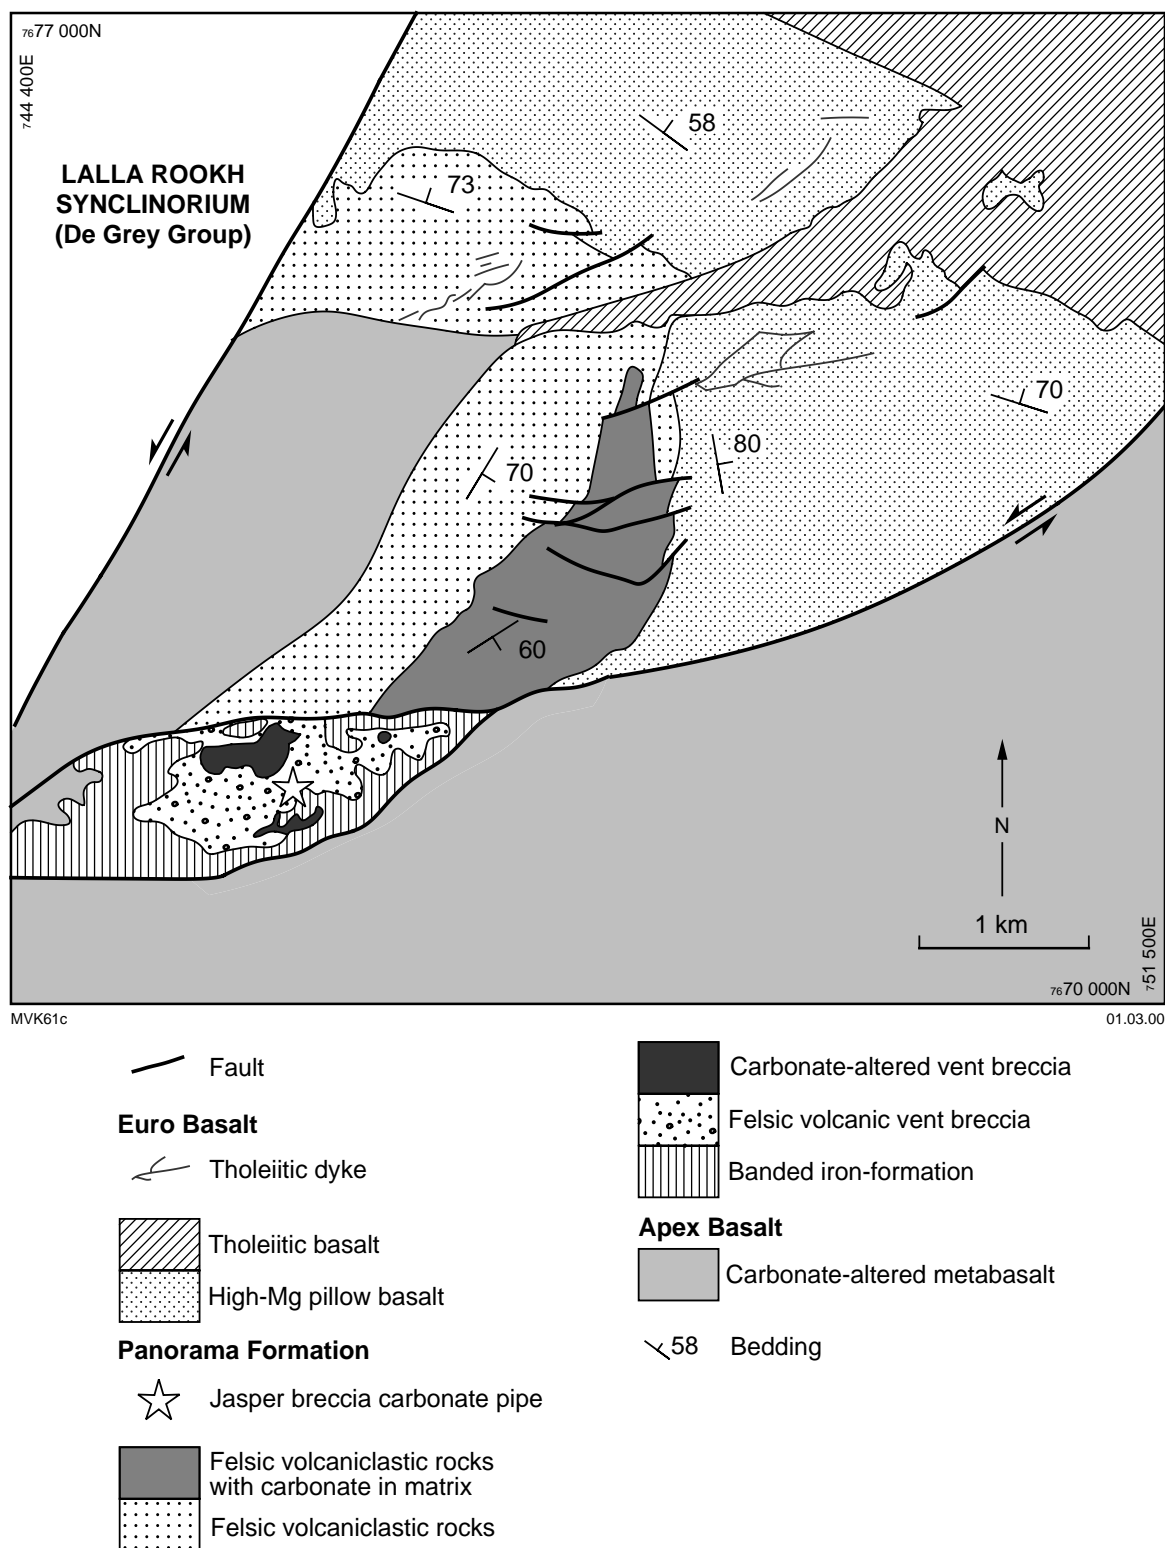 7677 000N
744 400E
LALLA ROOKH
SYNCLINORIUM
(De Grey Group)
58
73
70
80
70
60
N
1 km
751 500E
7670 000N
MVK61c
01.03.00
Fault
Euro Basalt
Tholeiitic dyke
Tholeiitic basalt
High-Mg pillow basalt
Panorama Formation
Jasper breccia carbonate pipe
Felsic volcaniclastic rocks
with carbonate in matrix
Felsic volcaniclastic rocks
Carbonate-altered vent breccia
Felsic volcanic vent breccia
Banded iron-formation
Apex Basalt
Carbonate-altered metabasalt
58 Bedding